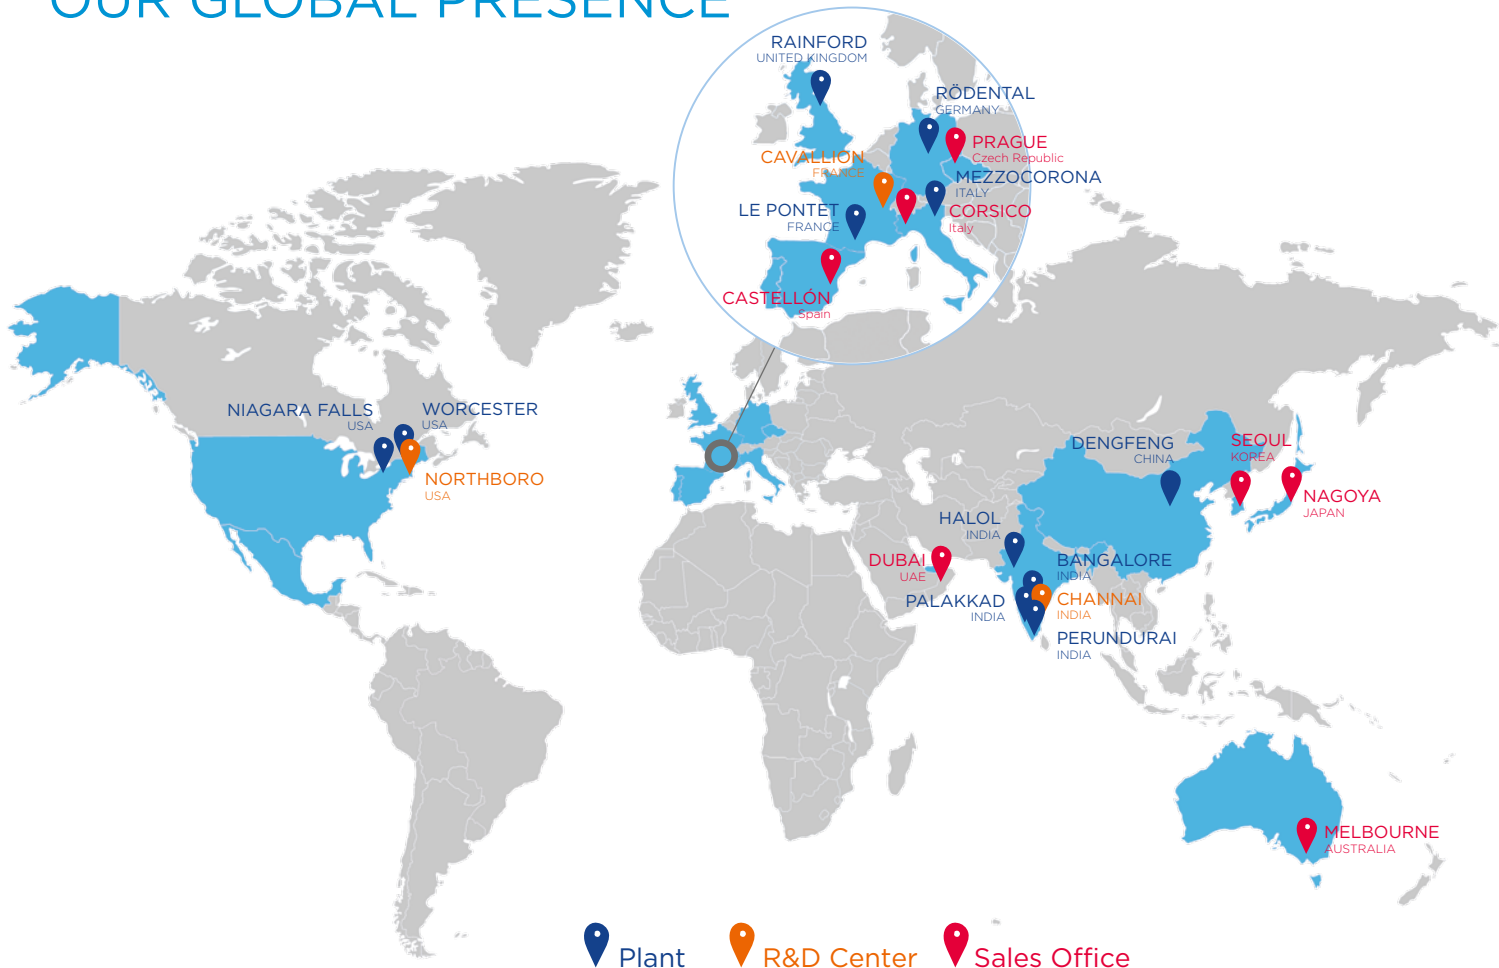 OUR GLOBAL PRESENCE
RAINFORD
UNITED KINGDOM
RÖDENTAL
GERMANY
PRAGUE
Czech Republic
CAVALLION
FRANCE
MEZZOCORONA
ITALY
LE PONTET
FRANCE
CORSICO
Italy
CASTELLÓN
Spain
NIAGARA FALLS
USA
WORCESTER
USA
NORTHBORO
USA
DENGFENG
CHINA
SEOUL
KOREA
NAGOYA
JAPAN
HALOL
INDIA
DUBAI
UAE
BANGALORE
INDIA
PALAKKAD
INDIA
CHANNAI
INDIA
PERUNDURAI
INDIA
MELBOURNE
AUSTRALIA
Plant
R&D Center
Sales Office